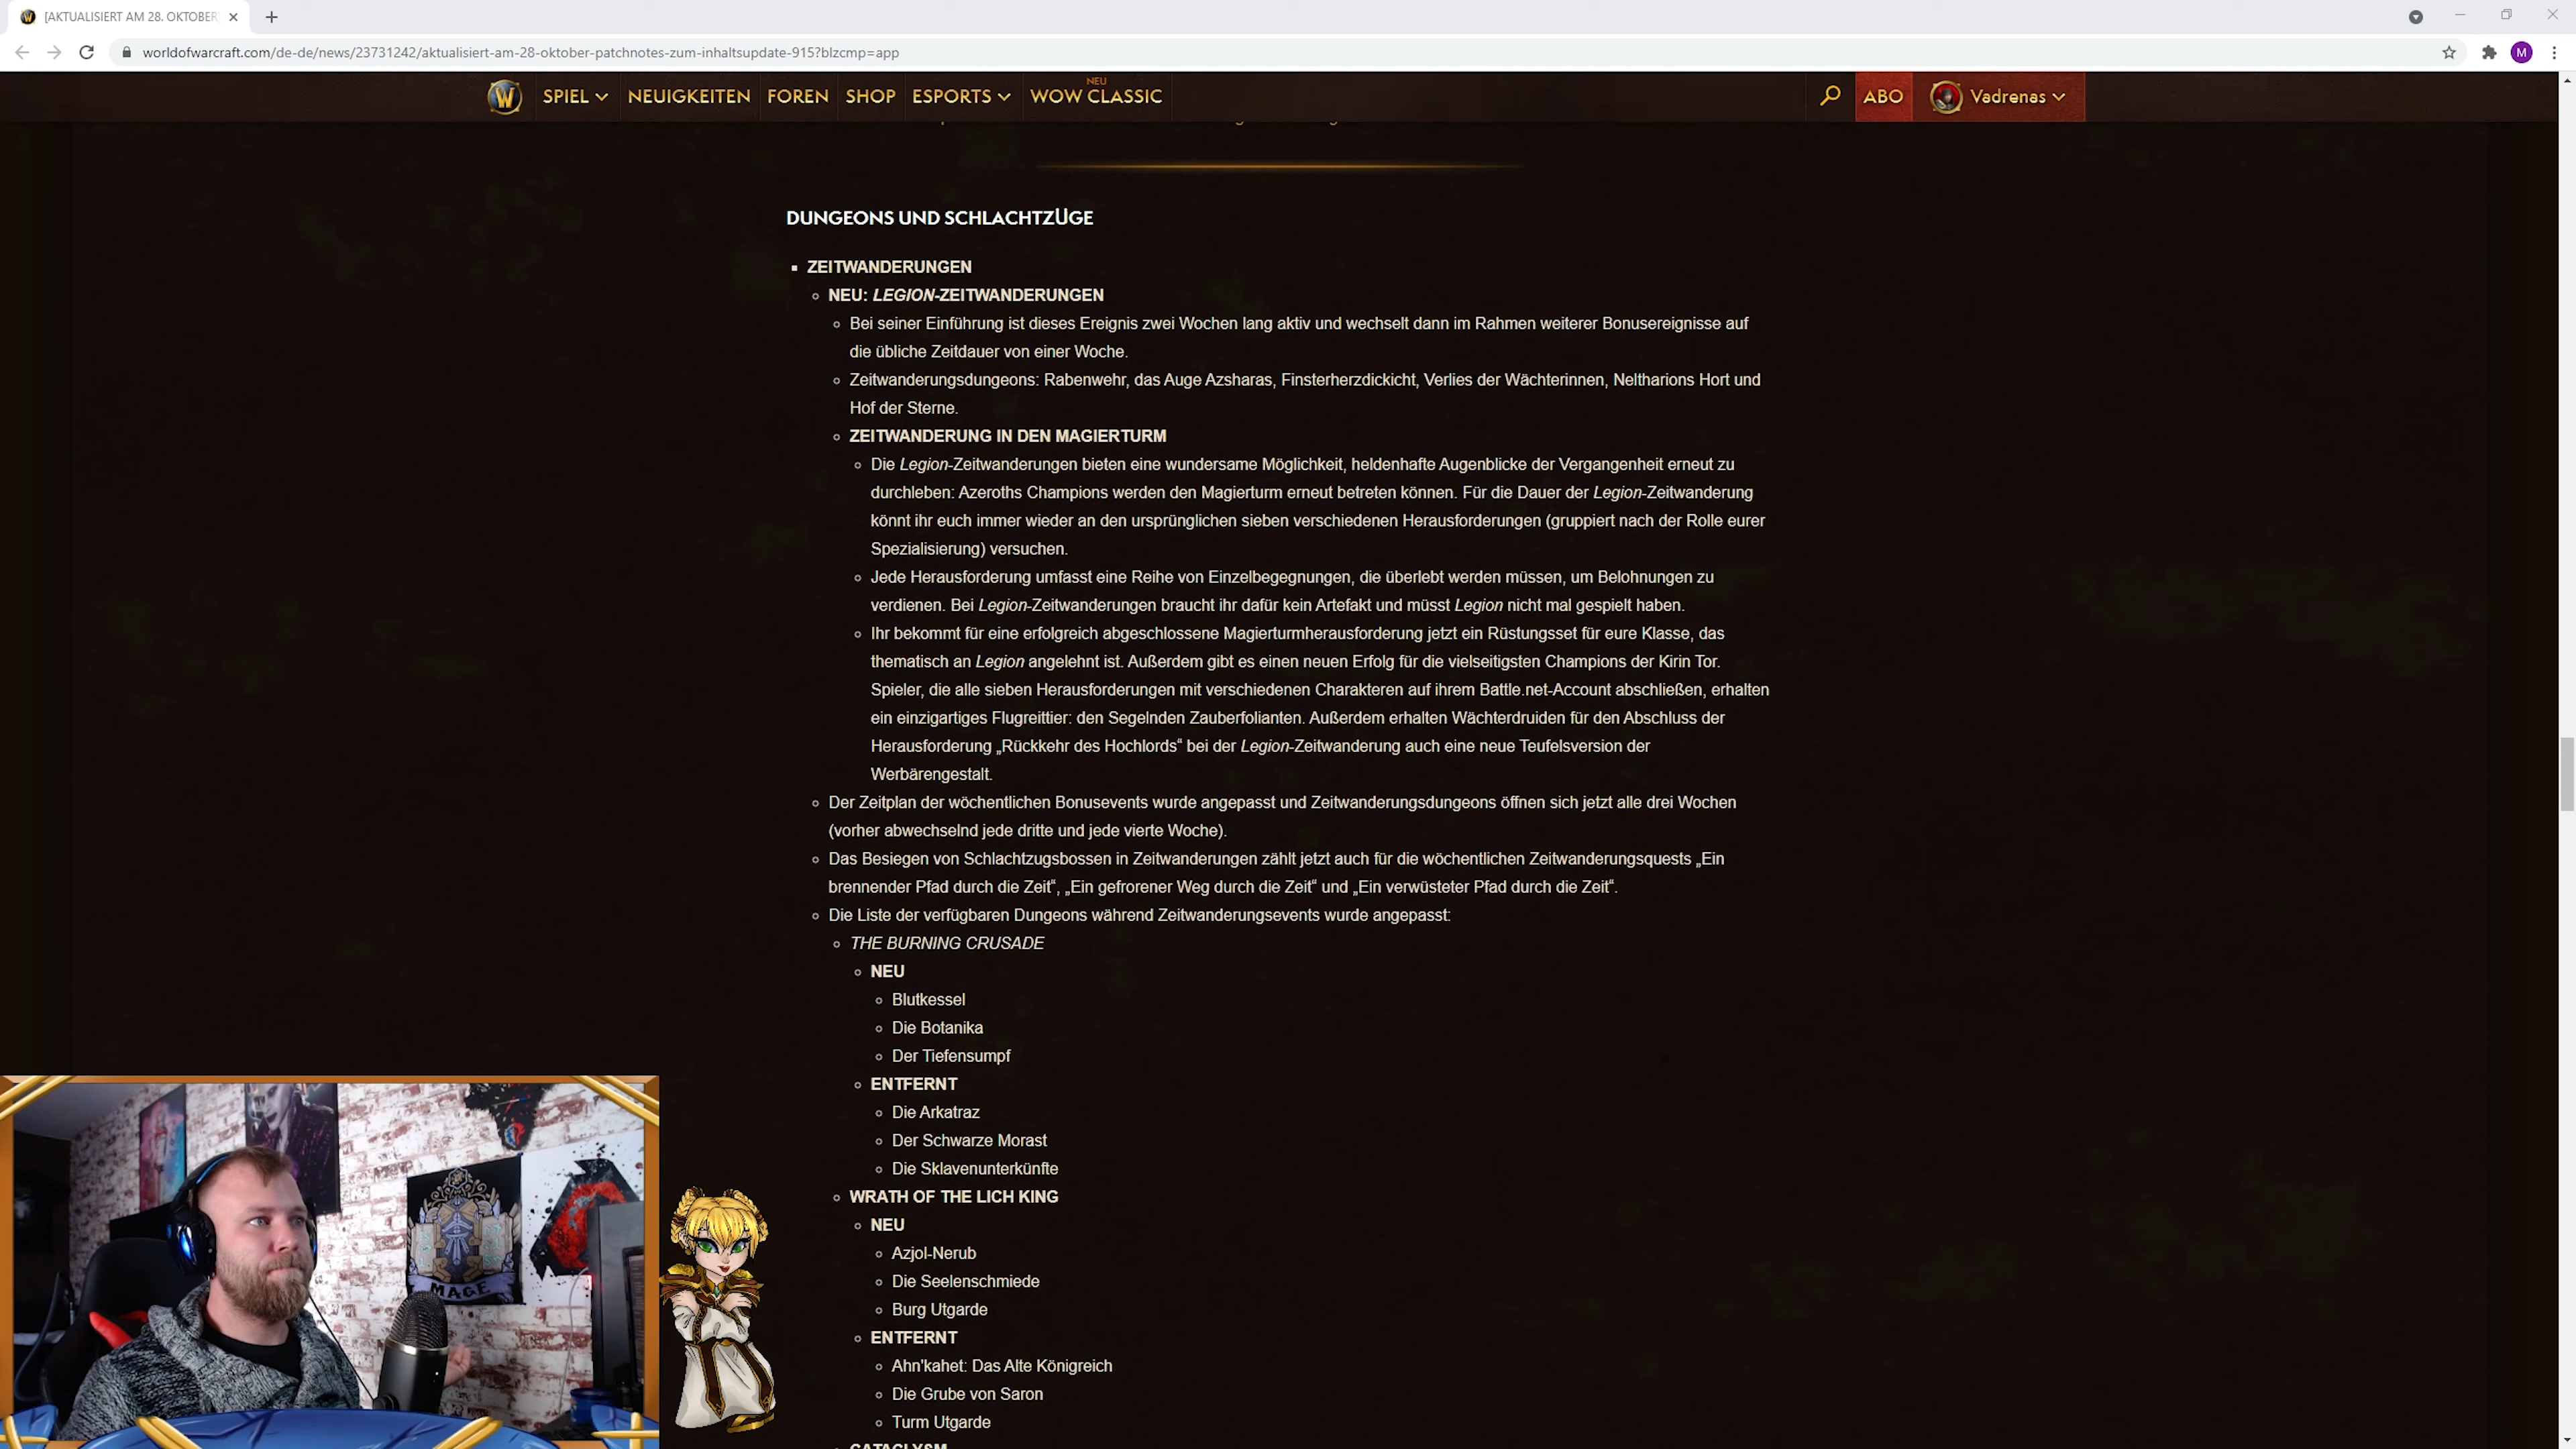 [AKTUALISIERT AM 28. OKTOBER
worldofwarcraft.com/de-de/news/23731242/aktualisiert-am-28-oktober-patchnotes-zum-inhaltsupdate-915?blzcmp=app
M
W
SPIEL
NEUIGKEITEN
FOREN
SHOP
ESPORTS
NEU
WOW CLASSIC
ABO
Vadrenas
DUNGEONS UND SCHLACHTZÜGE
ZEITWANDERUNGEN
NEU: LEGION-ZEITWANDERUNGEN
Bei seiner Einführung ist dieses Ereignis zwei Wochen lang aktiv und wechselt dann im Rahmen weiterer Bonusereignisse auf
die übliche Zeitdauer von einer Woche.
Zeitwanderungsdungeons: Rabenwehr, das Auge Azsharas, Finsterherzdickicht, Verlies der Wächterinnen, Neltharions Hort und
Hof der Sterne.
ZEITWANDERUNG IN DEN MAGIERTURM
Die Legion-Zeitwanderungen bieten eine wundersame Möglichkeit, heldenhafte Augenblicke der Vergangenheit erneut zu
durchleben: Azeroths Champions werden den Magierturm erneut betreten können. Für die Dauer der Legion-Zeitwanderung
könnt ihr euch immer wieder an den ursprünglichen sieben verschiedenen Herausforderungen (gruppiert nach der Rolle eurer
Spezialisierung) versuchen.
Jede Herausforderung umfasst eine Reihe von Einzelbegegnungen, die überlebt werden müssen, um Belohnungen zu
verdienen. Bei Legion-Zeitwanderungen braucht ihr dafür kein Artefakt und müsst Legion nicht mal gespielt haben.
Ihr bekommt für eine erfolgreich abgeschlossene Magierturmherausforderung jetzt ein Rüstungsset für eure Klasse, das
thematisch an Legion angelehnt ist. Außerdem gibt es einen neuen Erfolg für die vielseitigsten Champions der Kirin Tor.
Spieler, die alle sieben Herausforderungen mit verschiedenen Charakteren auf ihrem Battle.net-Account abschließen, erhalten
ein einzigartiges Flugreittier: den Segelnden Zauberfolianten. Außerdem erhalten Wächterdruiden für den Abschluss der
Herausforderung „Rückkehr des Hochlords“ bei der Legion-Zeitwanderung auch eine neue Teufelsversion der
Werbärengestalt.
Der Zeitplan der wöchentlichen Bonusevents wurde angepasst und Zeitwanderungsdungeons öffnen sich jetzt alle drei Wochen
(vorher abwechselnd jede dritte und jede vierte Woche).
Das Besiegen von Schlachtzugsbossen in Zeitwanderungen zählt jetzt auch für die wöchentlichen Zeitwanderungsquests „Ein
brennender Pfad durch die Zeit“, „Ein gefrorener Weg durch die Zeit“ und „Ein verwüsteter Pfad durch die Zeit“.
Die Liste der verfügbaren Dungeons während Zeitwanderungsevents wurde angepasst:
THE BURNING CRUSADE
NEU
Blutkessel
Die Botanika
Der Tiefensumpf
ENTFERNT
Die Arkatraz
Der Schwarze Morast
Die Sklavenunterkünfte
WRATH OF THE LICH KING
NEU
Azjol-Nerub
Die Seelenschmiede
Burg Utgarde
ENTFERNT
Ahn'kahet: Das Alte Königreich
Die Grube von Saron
Turm Utgarde
CATACLYSM
MAGE